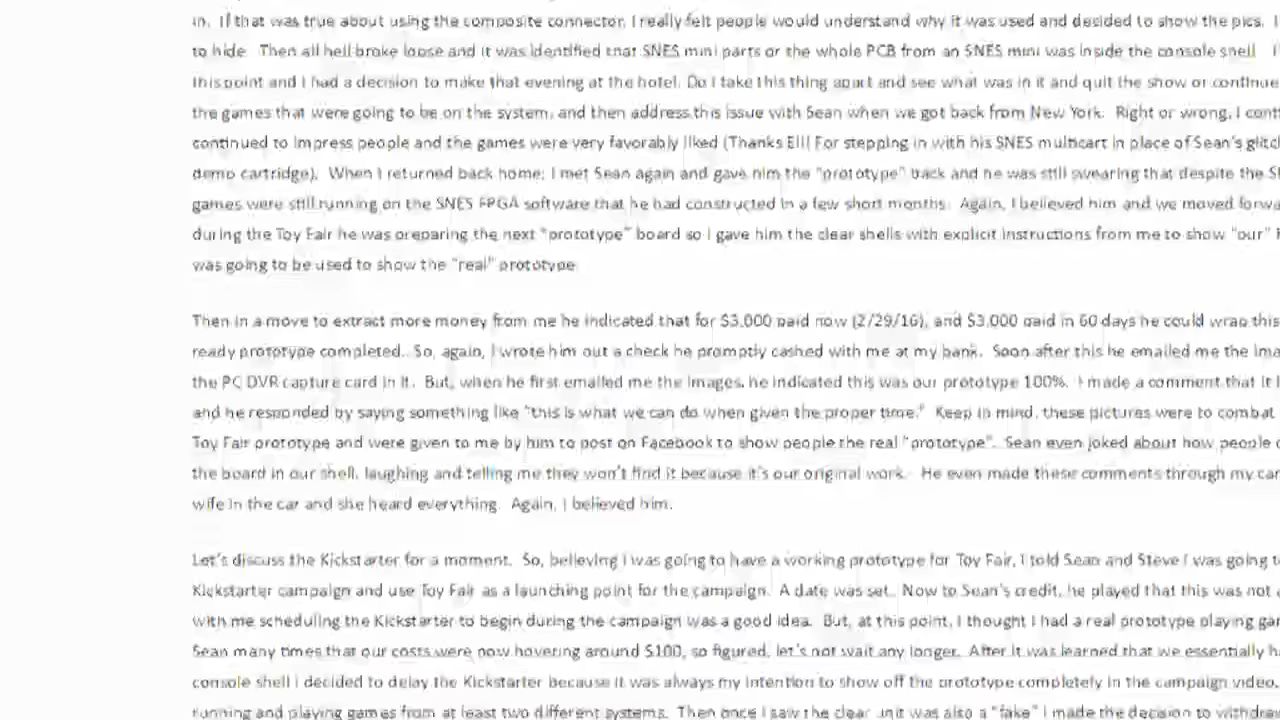 in. If that was true about using the composite connector, I really felt people would understand why it was used and decided to show the pics. I
to hide. Then all hell broke loose and it was identified that SNES mini parts or the whole PCB from an SNES mini was inside the console shell. I
this point and I had a decision to make that evening at the hotel. Do I take this thing apart and see what was in it and quit the show or continue
the games that were going to be on the system, and then address this issue with Sean when we got back from New York. Right or wrong, I cont
continued to impress people and the games were very favorably liked (Thanks Eli! For stepping in with his SNES multicart in place of Sean's glitc
demo cartridge). When I returned back home; I met Sean again and gave him the "prototype" back and he was still swearing that despite the S
games were still running on the SNES FPGA software that he had constructed in a few short months. Again, I believed him and we moved forwa
during the Toy Fair he was preparing the next "prototype" board so I gave him the clear shells with explicit instructions from me to show "our"
was going to be used to show the "real" prototype
Then in a move to extract more money from me he indicated that for $3,000 paid now (2/29/16), and $3,000 paid in 60 days he could wrap this
ready prototype completed. So, again, I wrote him out a check he promptly cashed with me at my bank. Soon after this he emailed me the ima
the PC DVR capture card in it. But, when he first emailed me the images, he indicated this was our prototype 100%. I made a comment that it l
and he responded by saying something like "this is what we can do when given the proper time." Keep in mind, these pictures were to combat
Toy Fair prototype and were given to me by him to post on Facebook to show people the real "prototype". Sean even joked about how people
the board in our shell, laughing and telling me they won't find it because it's our original work. He even made these comments through my car
wife in the car and she heard everything. Again, I believed him.
Let's discuss the Kickstarter for a moment. So, believing I was going to have a working prototype for Toy Fair, I told Sean and Steve I was going t
Kickstarter campaign and use Toy Fair as a launching point for the campaign. A date was set. Now to Sean's credit, he played that this was not
with me scheduling the Kickstarter to begin during the campaign was a good idea. But, at this point, I thought I had a real prototype playing gar
Sean many times that our costs were now hovering around $100, so figured, let's not wait any longer. After it was learned that we essentially h
console shell I decided to delay the Kickstarter because it was always my intention to show off the prototype completely in the campaign video,
running and playing games from at least two different systems. Then once I saw the clear unit was also a "fake" I made the decision to withdraw